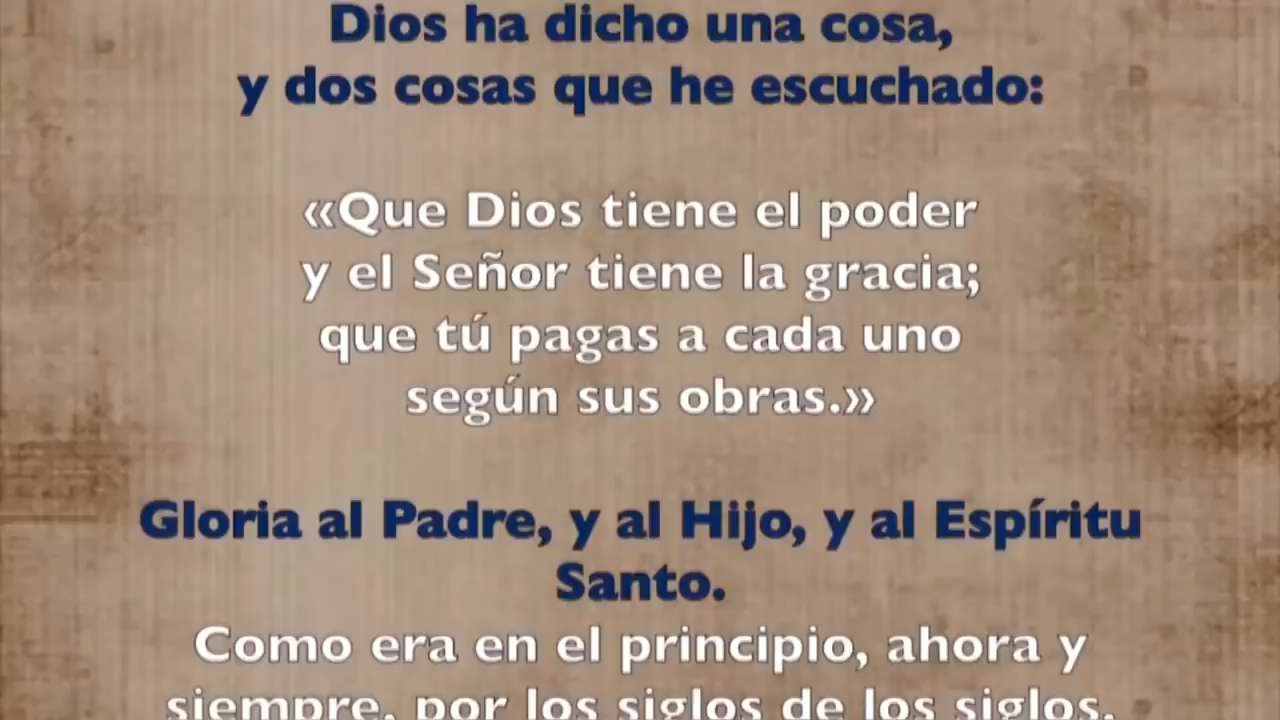 Dios ha dicho una cosa,
y dos cosas que he escuchado:
«Que Dios tiene el poder
y el Señor tiene la gracia;
que tú pagas a cada uno
según sus obras.»
Gloria al Padre, y al Hijo, y al Espíritu
Santo.
Como era en el principio, ahora y
siempre, por los siglos de los siglos.